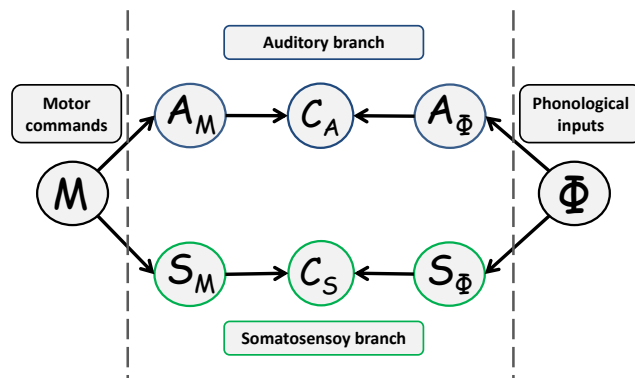 Auditory branch
Motor
commands
Phonological
inputs
A_M
C_A
A_Φ
M
Φ
S_M
C_S
S_Φ
Somatosensoy branch